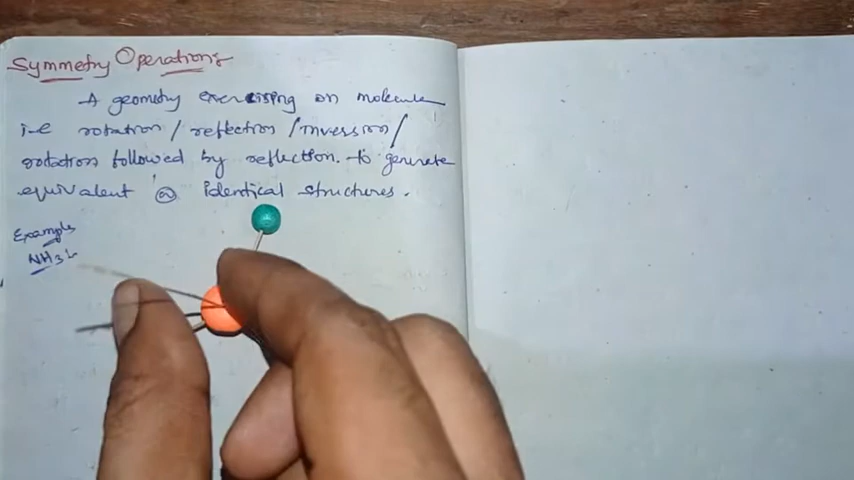 Symmetry Operations
A geometry exercising on molecule
i.e rotation / reflection / inversion /
rotation followed by reflection. to generate
equivalent (or) identical structures.
Examples
NH3